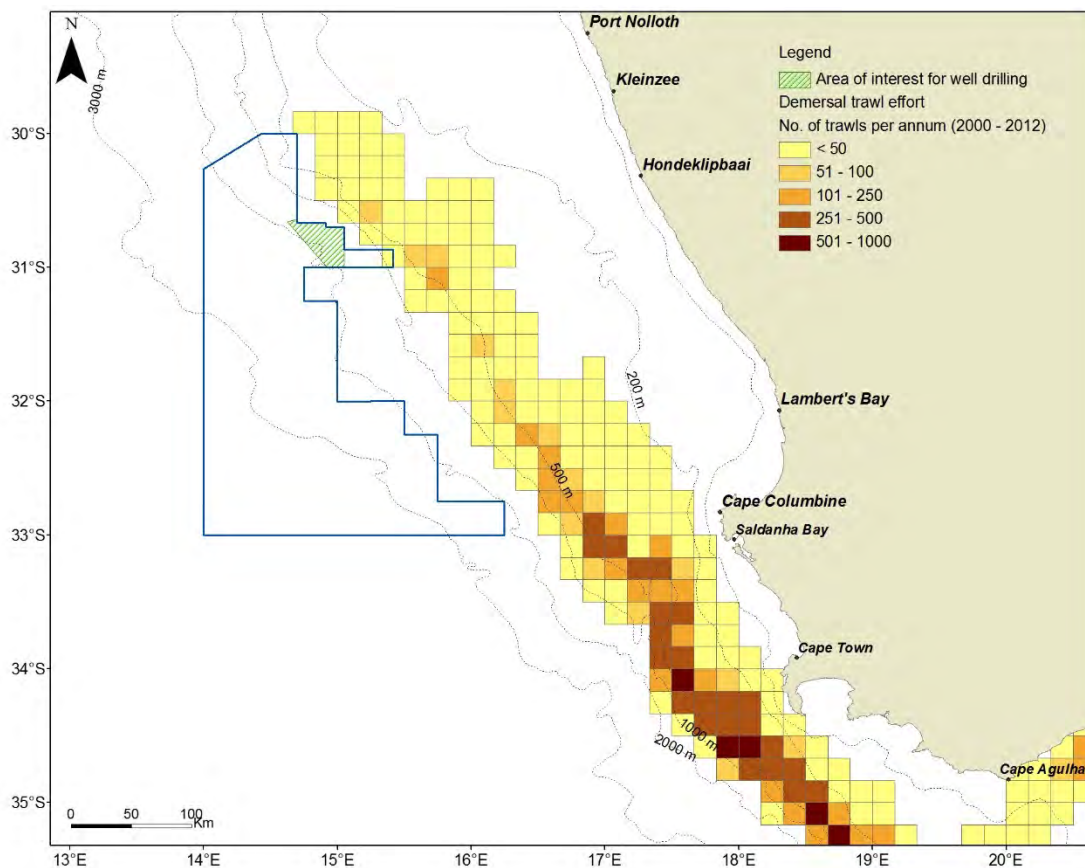 N
3000 m
Port Nolloth
Kleinzee
Hondeklipbaai
Lambert's Bay
Cape Columbine
Saldanha Bay
Cape Town
Cape Agulha
Legend
Area of interest for well drilling
Demersal trawl effort
No. of trawls per annum (2000 - 2012)
< 50
51 - 100
101 - 250
251 - 500
501 - 1000
200 m
500 m
1000 m
2000 m
30°S
31°S
32°S
33°S
34°S
35°S
0 50 100
Km
13°E 14°E 15°E 16°E 17°E 18°E 19°E 20°E